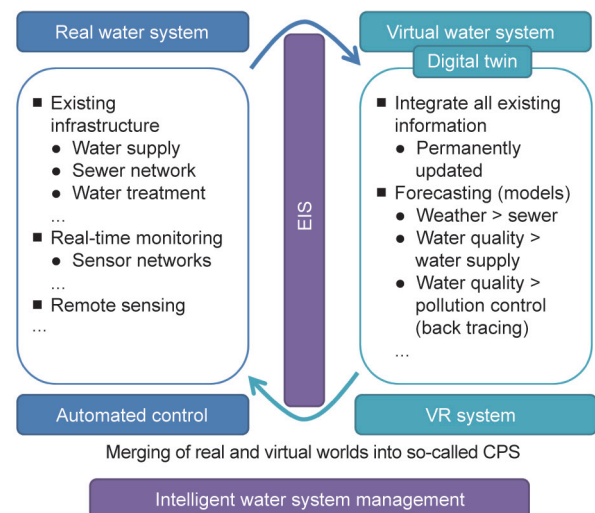 Real water system
■ Existing
infrastructure
● Water supply
● Sewer network
● Water treatment
...
■ Real-time monitoring
● Sensor networks
...
■ Remote sensing
...
Automated control
EIS
Virtual water system
Digital twin
■ Integrate all existing
information
● Permanently
updated
■ Forecasting (models)
● Weather > sewer
● Water quality >
water supply
● Water quality >
pollution control
(back tracing)
...
VR system
Merging of real and virtual worlds into so-called CPS
Intelligent water system management